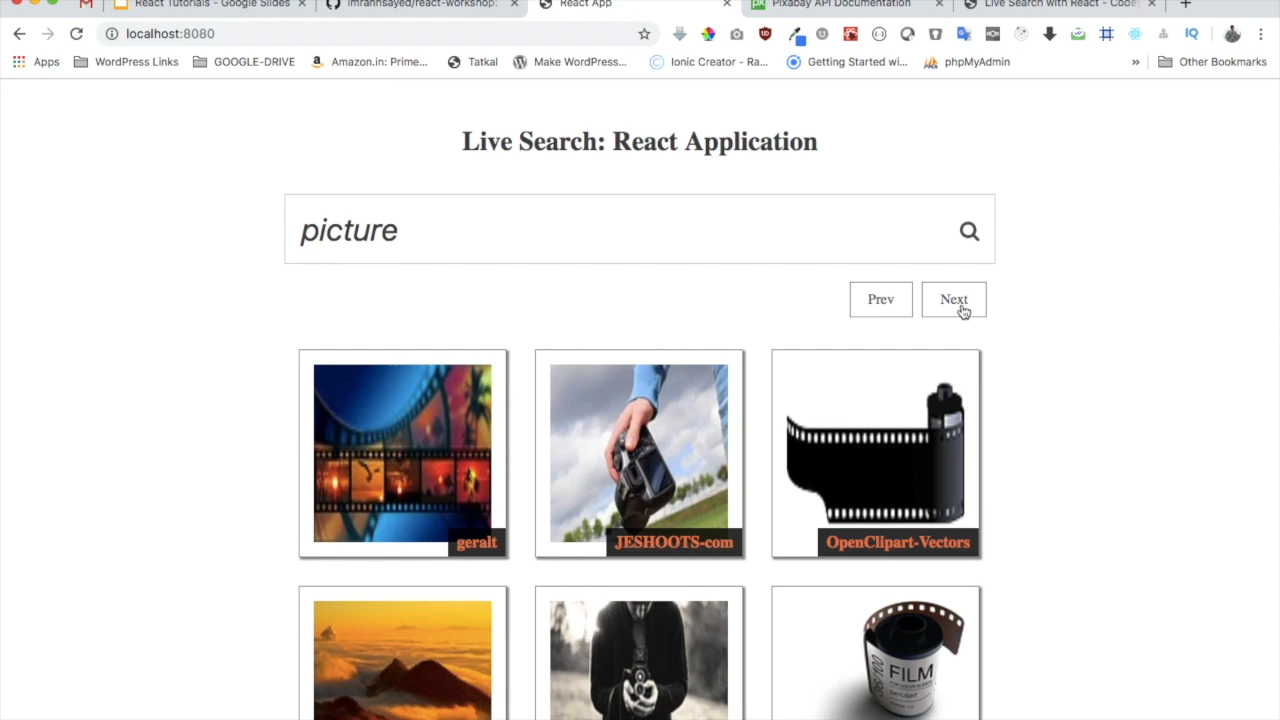 React Tutorials - Google Slides
imranhsayed/react-workshop:
React App
Pixabay API Documentation
Live Search with React - Codey
localhost:8080
Apps
WordPress Links
GOOGLE-DRIVE
Amazon.in: Prime...
Tatkal
Make WordPress...
Ionic Creator - Ra...
Getting Started wi...
phpMyAdmin
»
Other Bookmarks
Live Search: React Application
picture
Prev
Next
geralt
JESHOOTS-com
OpenClipart-Vectors
FILM